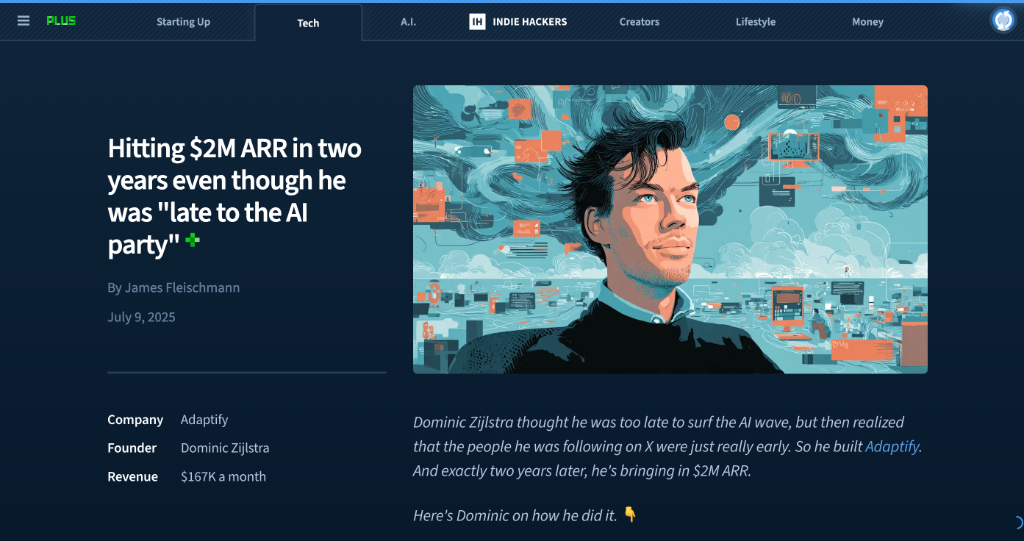 PLUS
Starting Up
Tech
A.I.
IH INDIE HACKERS
Creators
Lifestyle
Money
Hitting $2M ARR in two
years even though he
was "late to the AI
party"
By James Fleischmann
July 9, 2025
Company Adaptify
Founder Dominic Zijlstra
Revenue $167K a month
Dominic Zijlstra thought he was too late to surf the AI wave, but then realized
that the people he was following on X were just really early. So he built Adaptify.
And exactly two years later, he's bringing in $2M ARR.
Here's Dominic on how he did it. 👇